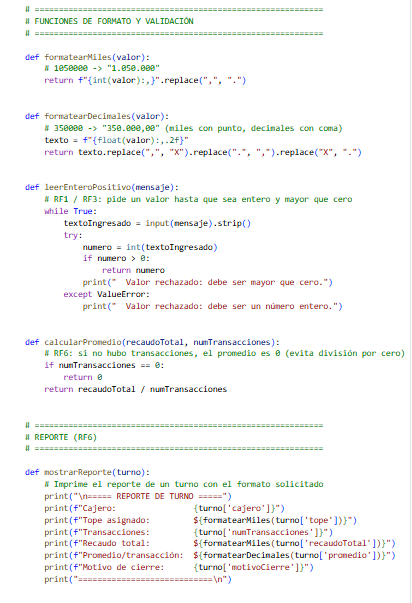 # ============================================================
# FUNCIONES DE FORMATO Y VALIDACIÓN
# ============================================================
def formatearMiles(valor):
    # 1050000 -> "1.050.000"
    return f"{int(valor):,}".replace(",", ".")
def formatearDecimales(valor):
    # 350000 -> "350.000,00" (miles con punto, decimales con coma)
    texto = f"{float(valor):,.2f}"
    return texto.replace(",", "X").replace(".", ",").replace("X", ".")
def leerEnteroPositivo(mensaje):
    # RF1 / RF3: pide un valor hasta que sea entero y mayor que cero
    while True:
        textoIngresado = input(mensaje).strip()
        try:
            numero = int(textoIngresado)
            if numero > 0:
                return numero
            print("  Valor rechazado: debe ser mayor que cero.")
        except ValueError:
            print("  Valor rechazado: debe ser un número entero.")
def calcularPromedio(recaudoTotal, numTransacciones):
    # RF6: si no hubo transacciones, el promedio es 0 (evita división por cero)
    if numTransacciones == 0:
        return 0
    return recaudoTotal / numTransacciones
# ============================================================
# REPORTE (RF6)
# ============================================================
def mostrarReporte(turno):
    # Imprime el reporte de un turno con el formato solicitado
    print("\n===== REPORTE DE TURNO =====")
    print(f"Cajero:               {turno['cajero']}")
    print(f"Tope asignado:        ${formatearMiles(turno['tope'])}")
    print(f"Transacciones:        {turno['numTransacciones']}")
    print(f"Recaudo total:        ${formatearMiles(turno['recaudoTotal'])}")
    print(f"Promedio/transacción: ${formatearDecimales(turno['promedio'])}")
    print(f"Motivo de cierre:     {turno['motivoCierre']}")
    print("============================\n")